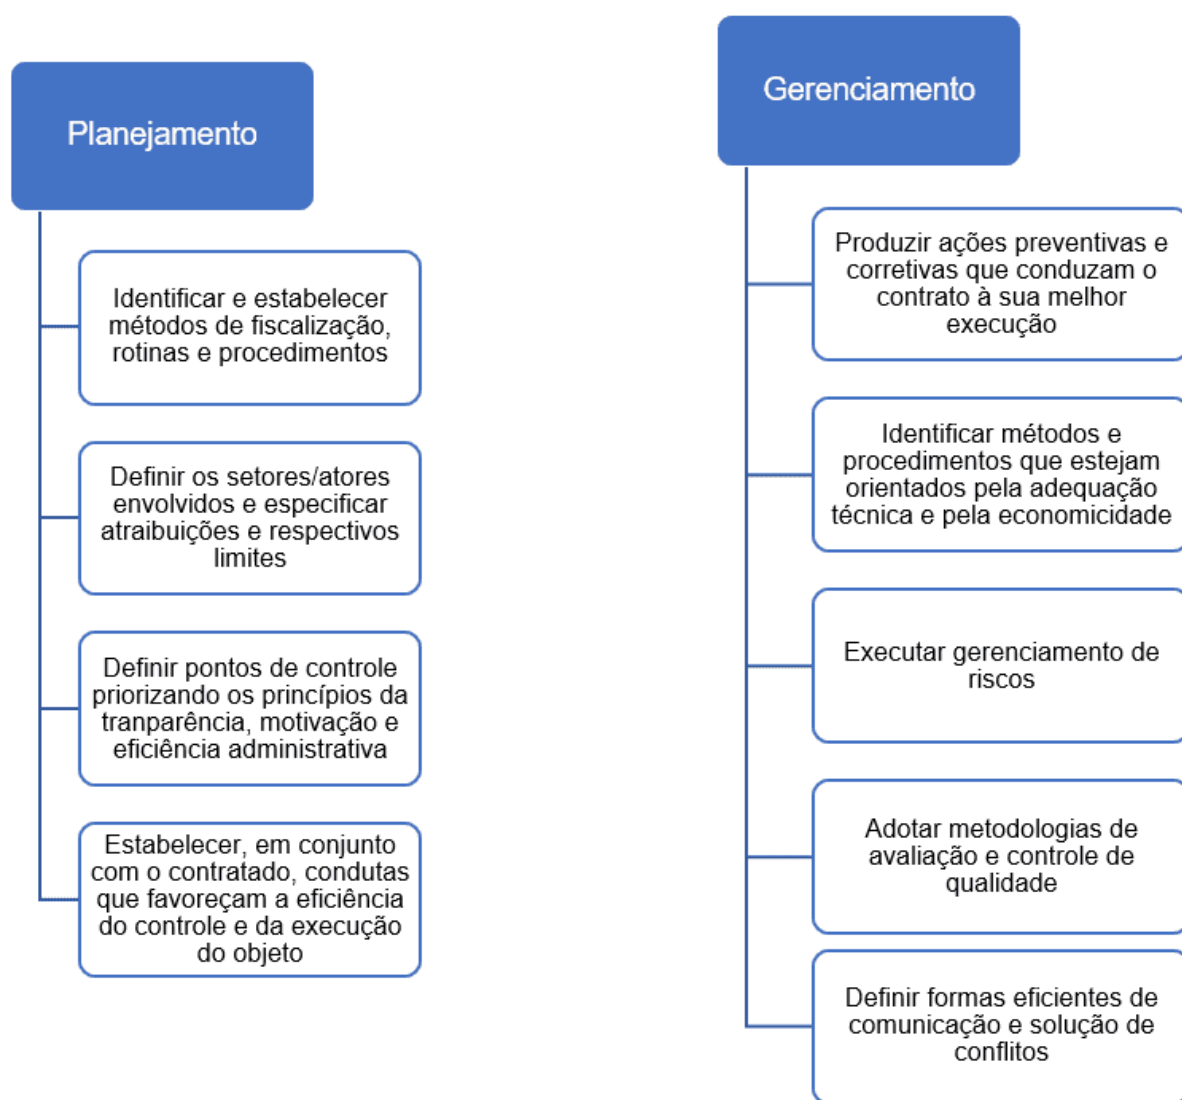 Planejamento
Identificar e estabelecer
métodos de fiscalização,
rotinas e procedimentos
Definir os setores/atores
envolvidos e especificar
atraibuições e respectivos
limites
Definir pontos de controle
priorizando os princípios da
tranparência, motivação e
eficiência administrativa
Estabelecer, em conjunto
com o contratado, condutas
que favoreçam a eficiência
do controle e da execução
do objeto
Gerenciamento
Produzir ações preventivas e
corretivas que conduzam o
contrato à sua melhor
execução
Identificar métodos e
procedimentos que estejam
orientados pela adequação
técnica e pela economicidade
Executar gerenciamento de
riscos
Adotar metodologias de
avaliação e controle de
qualidade
Definir formas eficientes de
comunicação e solução de
conflitos